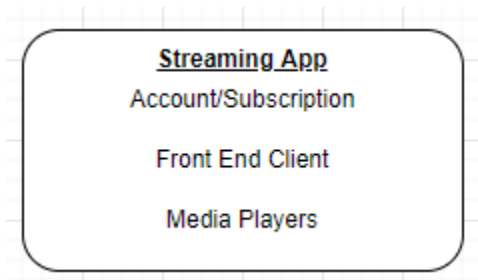 Streaming App
Account/Subscription
Front End Client
Media Players